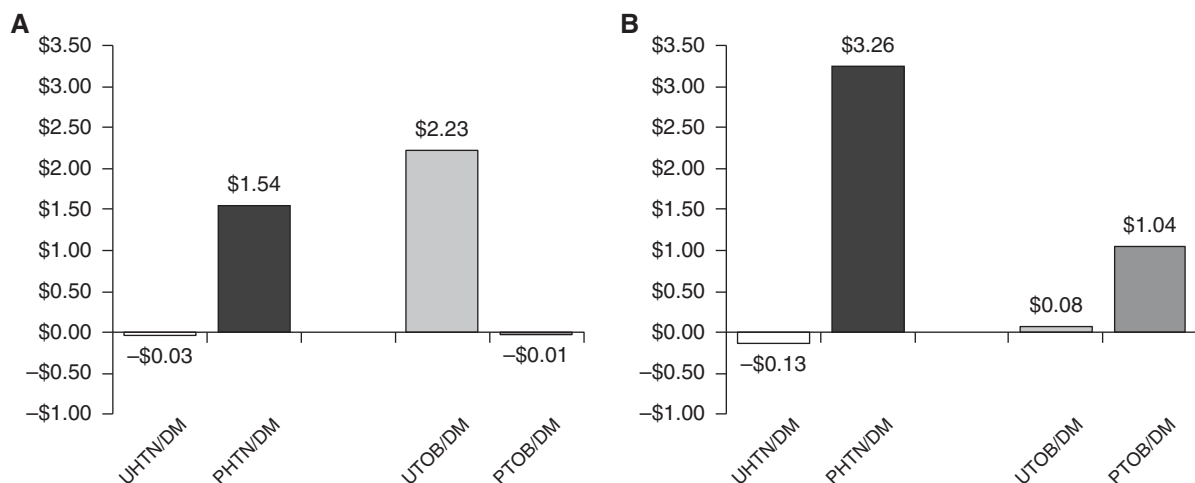 A
$3.50
$3.00
$2.50
$2.00
$1.50
$1.00
$0.50
$0.00
–$0.50
–$1.00
–$0.03
$1.54
$2.23
–$0.01
UHTN/DM
PHTN/DM
UTOB/DM
PTOB/DM
B
$3.50
$3.00
$2.50
$2.00
$1.50
$1.00
$0.50
$0.00
–$0.50
–$1.00
–$0.13
$3.26
$0.08
$1.04
UHTN/DM
PHTN/DM
UTOB/DM
PTOB/DM